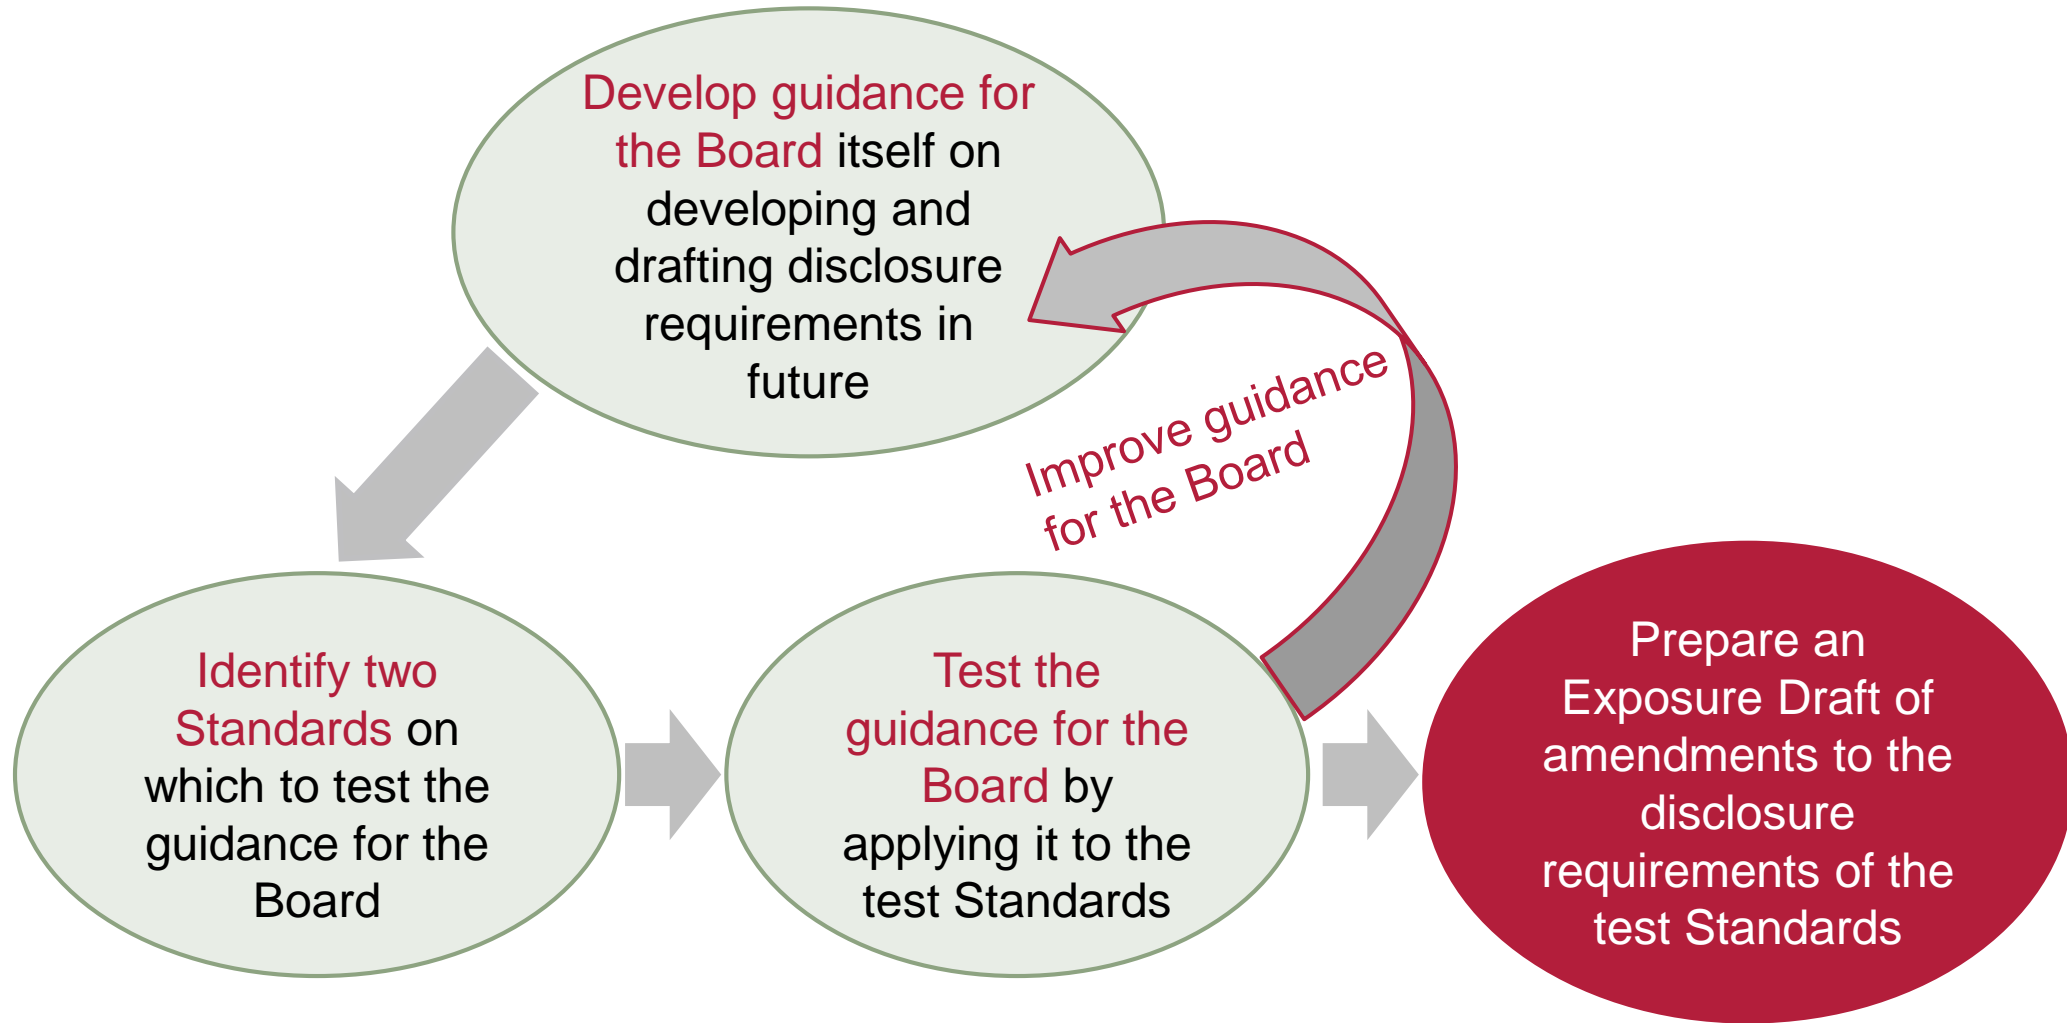 Develop guidance for
the Board itself on
developing and
drafting disclosure
requirements in
future
Improve guidance
for the Board
Identify two
Standards on
which to test the
guidance for the
Board
Test the
guidance for the
Board by
applying it to the
test Standards
Prepare an
Exposure Draft of
amendments to the
disclosure
requirements of the
test Standards